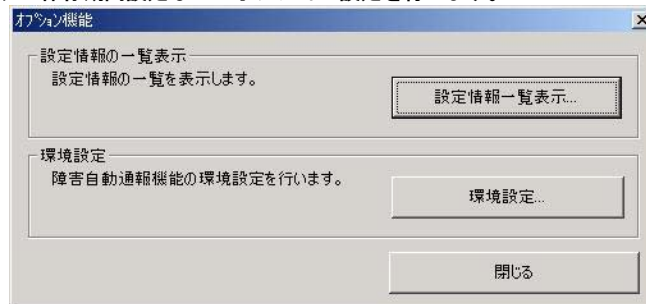 オプション機能
設定情報の一覧表示
設定情報の一覧を表示します。
設定情報一覧表示...
環境設定
障害自動通報機能の環境設定を行います。
環境設定...
閉じる